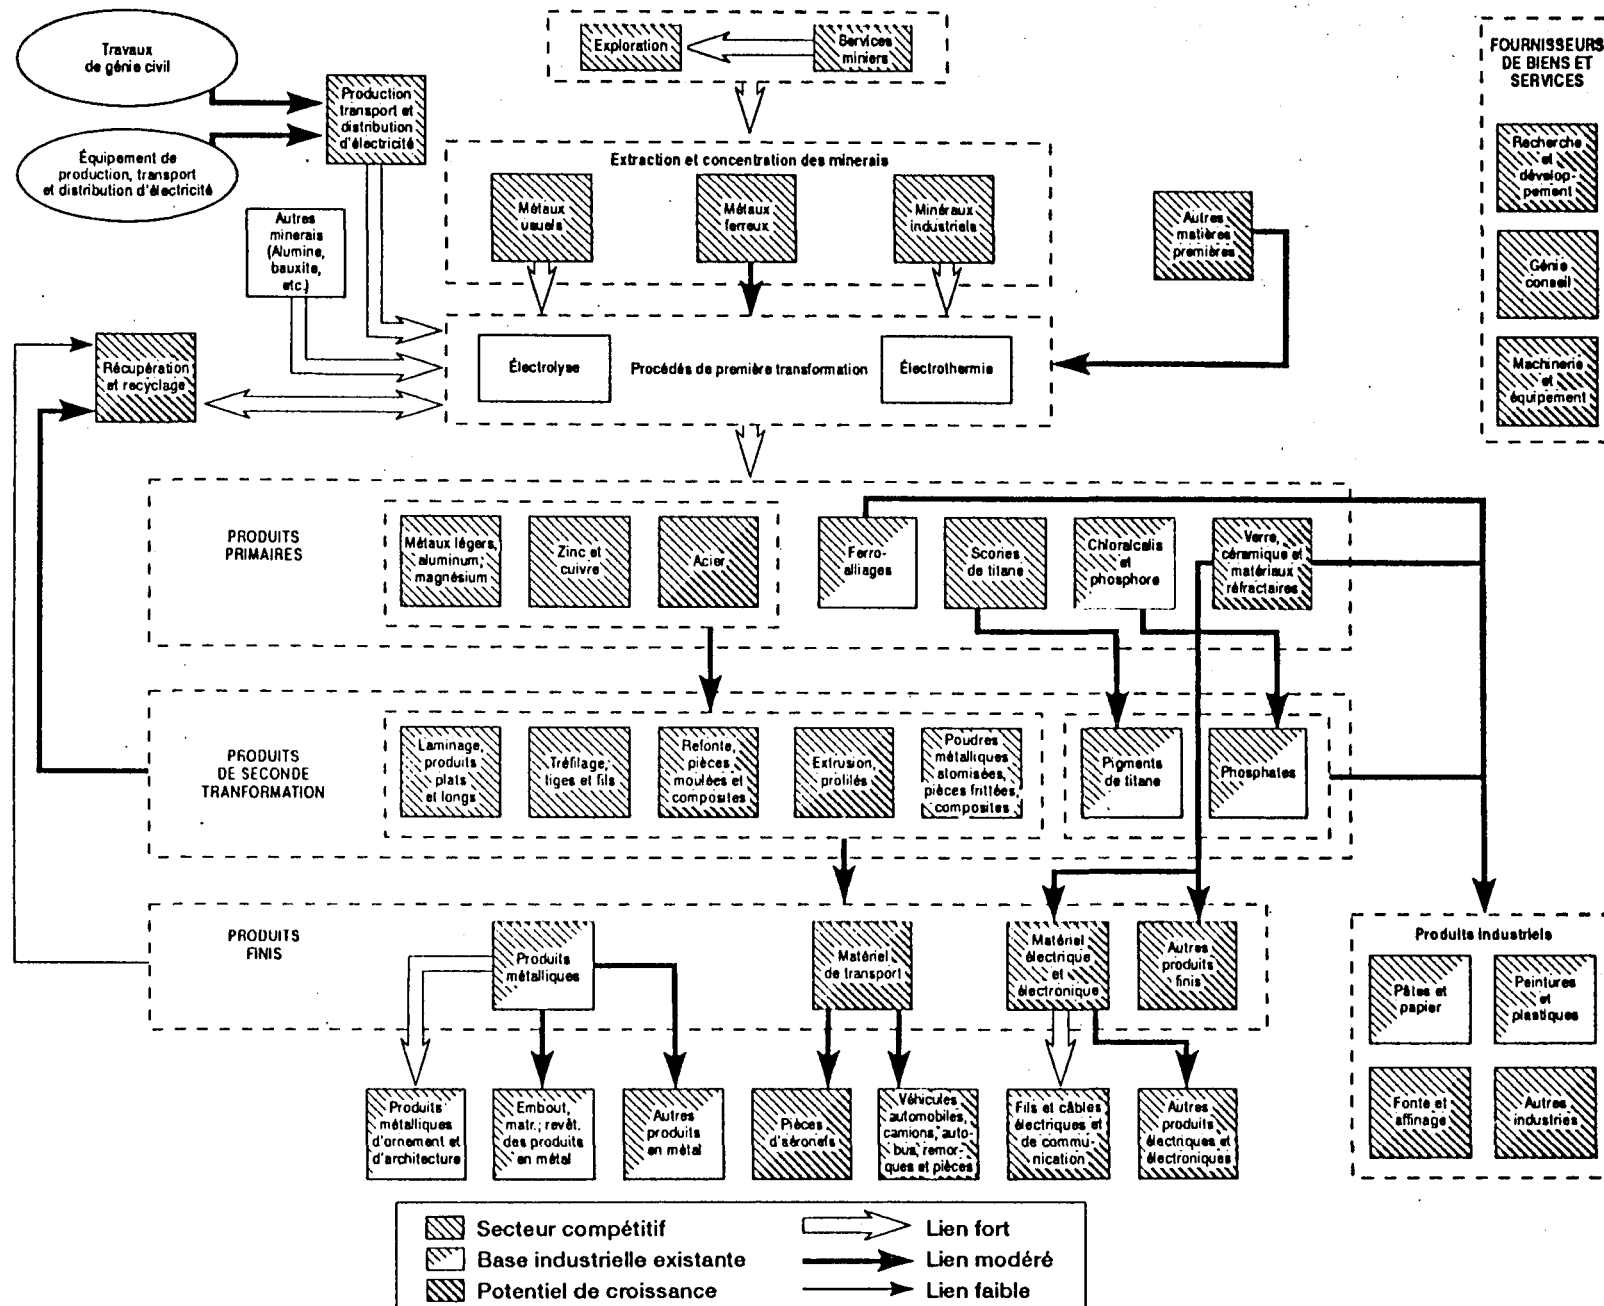 Travaux
de génie civil
Équipement de
production, transport
et distribution d'électricité
Production
transport et
distribution
d'électricité
Exploration
Services
miniers
FOURNISSEURS
DE BIENS ET
SERVICES
Recherche
et
dévelop-
pement
Génie
conseil
Machinerie
et
équipement
Extraction et concentration des minerais
Métaux
usuels
Métaux
ferreux
Minéraux
industriels
Autres
matières
premières
Autres
minerais
(Alumine,
bauxite,
etc.)
Récupération
et recyclage
Électrolyse
Procédés de première transformation
Électrothermie
PRODUITS
PRIMAIRES
Métaux légers,
aluminum;
magnésium
Zinc et
cuivre
Acier
Ferro-
alliages
Scories
de titane
Chloralcalis
et
phosphore
Verre,
céramique et
matériaux
réfractaires
PRODUITS
DE SECONDE
TRANFORMATION
Laminage,
produits
plats
et longs
Tréfilage,
tiges et fils
Refonte,
pièces
moulées et
composites
Extrusion,
profilés
Poudres
métalliques
atomisées,
pièces frittées,
composites
Pigments
de titane
Phosphates
PRODUITS
FINIS
Produits
métalliques
Matériel
de transport
Matériel
électrique
et
électronique
Autres
produits
finis
Produits industriels
Pâtes et
papier
Peintures
et
plastiques
Fonte et
affinage
Autres
industries
Produits
métalliques
d'ornement et
d'architecture
Embout,
matr.; revêt.
des produits
en métal
Autres
produits
en métal
Pièces
d'aéronefs
Véhicules
automobiles,
camions, auto-
bus, remor-
ques et pièces
Fils et câbles
électriques et
de commu-
nication
Autres
produits
électriques et
électroniques
Secteur compétitif
Base industrielle existante
Potentiel de croissance
Lien fort
Lien modéré
Lien faible